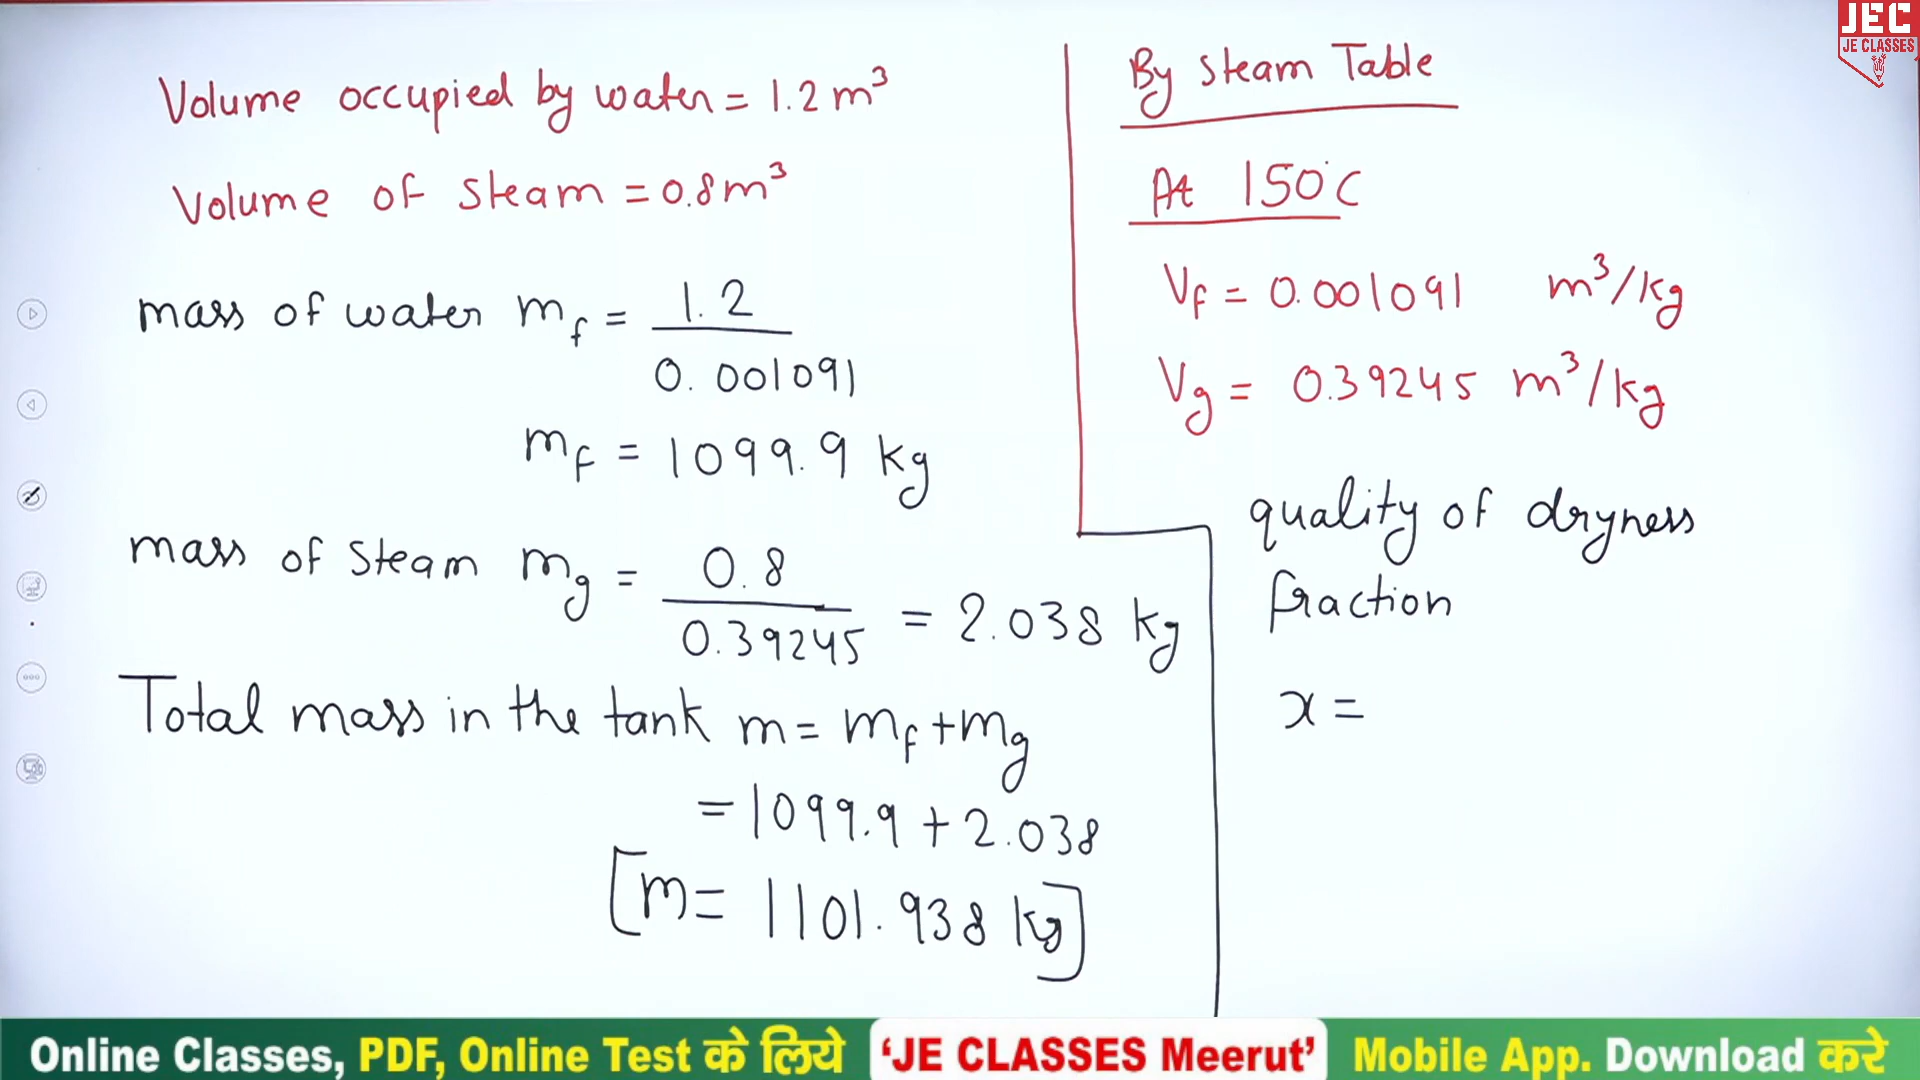 JEC
JE CLASSES
Volume occupied by water = 1.2 m³
Volume of steam = 0.8m³
mass of water m_f = 1.2 / 0.001091
m_f = 1099.9 kg
mass of steam m_g = 0.8 / 0.39245 = 2.038 kg
Total mass in the tank m = m_f + m_g
= 1099.9 + 2.038
[m = 1101.938 kg]
By steam Table
At 150°C
V_f = 0.001091 m³/kg
V_g = 0.39245 m³/kg
quality of dryness
fraction
x =
Online Classes, PDF, Online Test के लिये 'JE CLASSES Meerut' Mobile App. Download करे